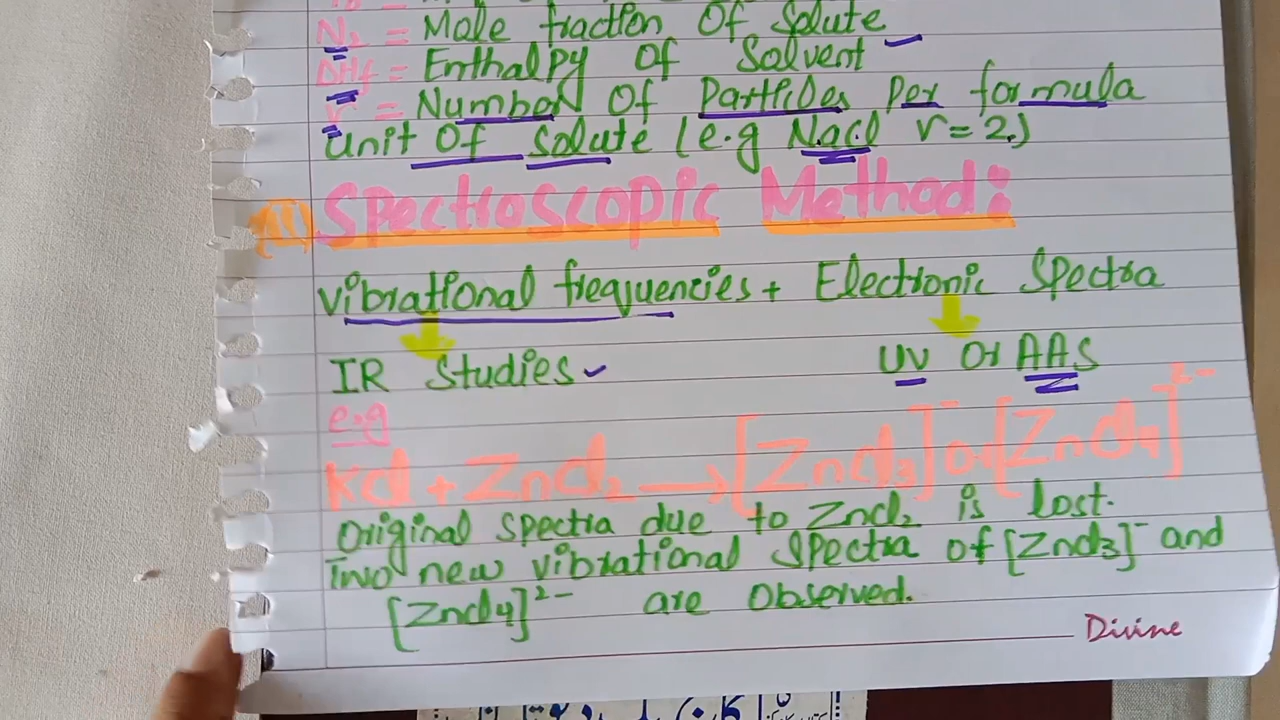 N₂ = Mole fraction Of Solute
ΔHf = Enthalpy Of Solvent
r = Number Of Particles Per formula
Unit Of Solute (e.g Nacl r = 2)
Spectroscopic Method:
Vibrational frequencies + Electronic Spectra
IR Studies
UV Or AAS
e.g
Kcl + Zncl₂ → [Zncl₃]⁻ Or [Zncl₄]²⁻
Original Spectra due to Zncl₂ is lost.
Two new vibrational Spectra of [Zncl₃]⁻ and
[Zncl₄]²⁻ are Observed.
Divine